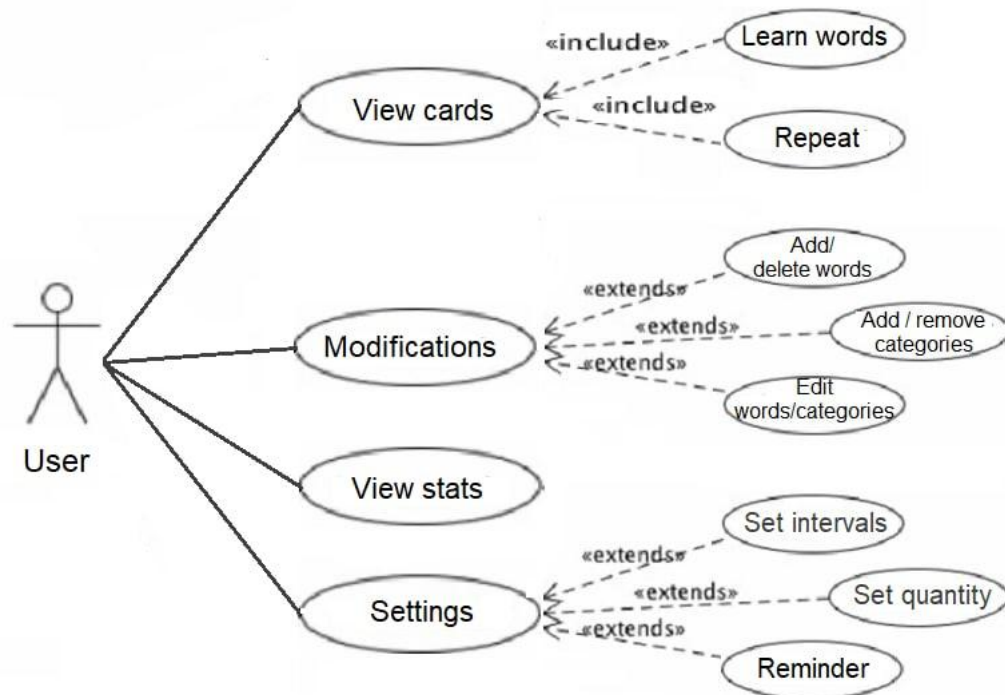 Learn words
«include»
View cards
«include»
Repeat
Add/
delete words
«extends»
Add / remove
categories
«extends»
Modifications
«extends»
Edit
words/categories
User
View stats
Set intervals
«extends»
Set quantity
«extends»
Settings
«extends»
Reminder